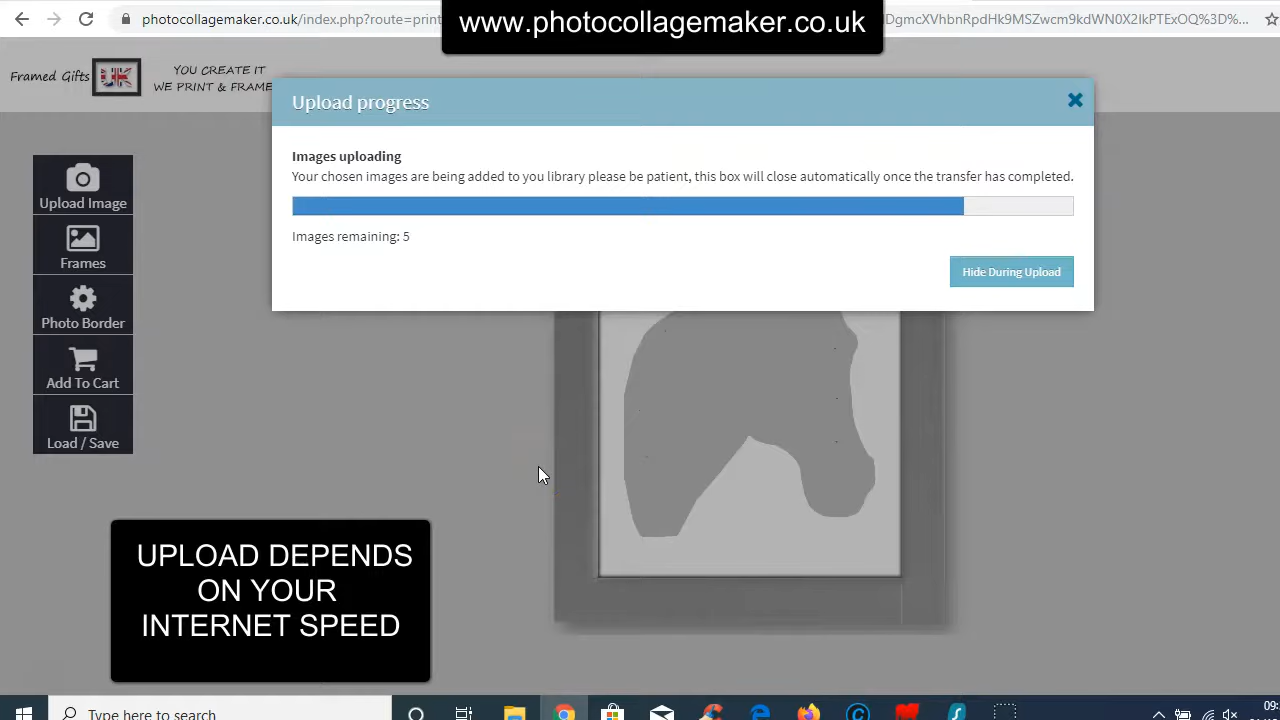 www.photocollagemaker.co.uk
photocollagemaker.co.uk/index.php?route=print
DgmcXVhbnRpdHk9MSZwcm9kdWN0X2lkPTExOQ%3D%...
Framed Gifts UK
YOU CREATE IT
WE PRINT & FRAME
Upload progress
Images uploading
Your chosen images are being added to you library please be patient, this box will close automatically once the transfer has completed.
Images remaining: 5
Hide During Upload
Upload Image
Frames
Photo Border
Add To Cart
Load / Save
UPLOAD DEPENDS
ON YOUR
INTERNET SPEED
Type here to search
09: